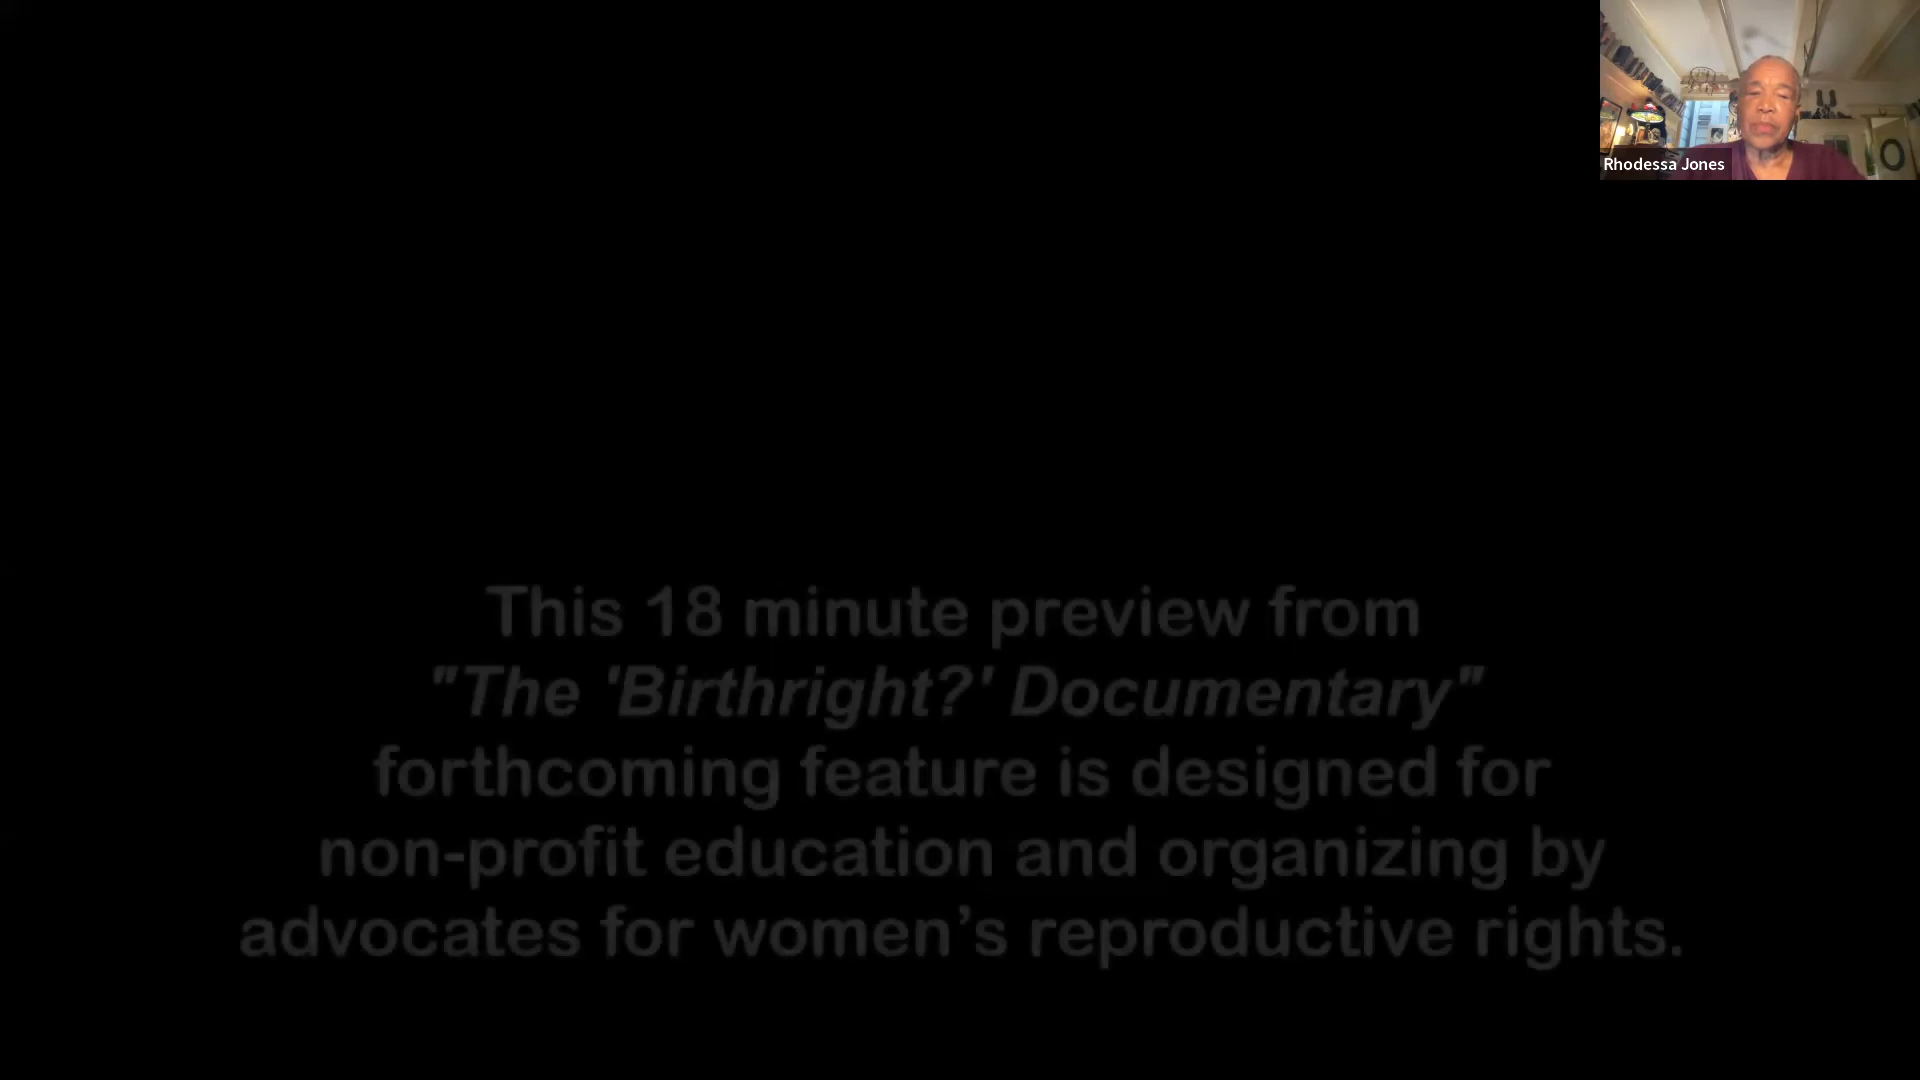 Rhodessa Jones
This 18 minute preview from
"The 'Birthright?' Documentary"
forthcoming feature is designed for
non-profit education and organizing by
advocates for women’s reproductive rights.